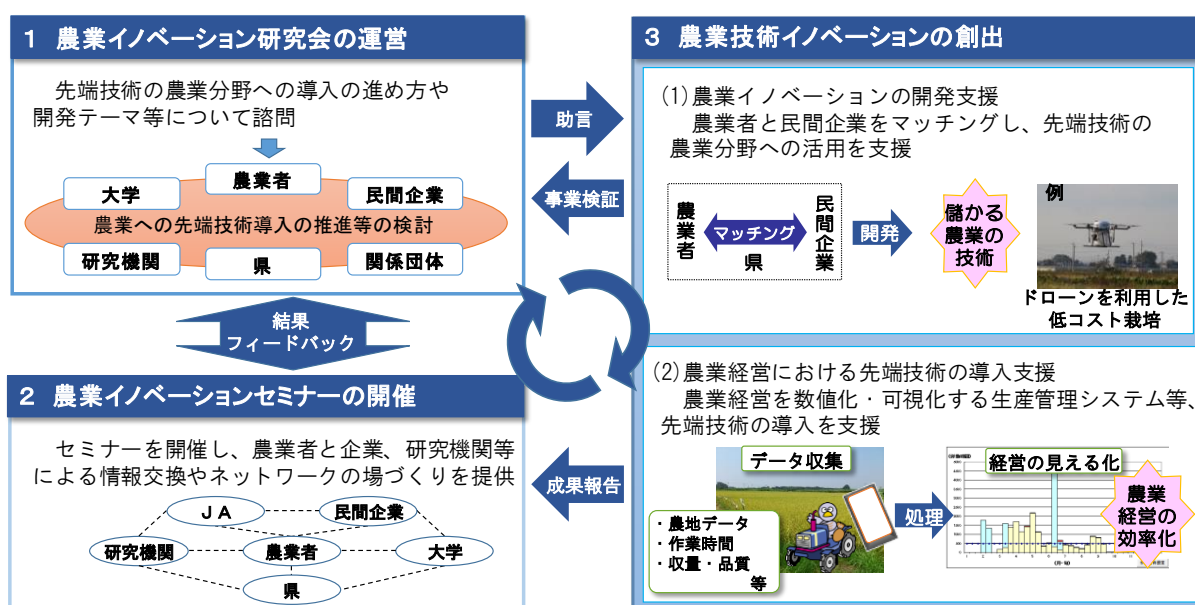 1 農業イノベーション研究会の運営
先端技術の農業分野への導入の進め方や
開発テーマ等について諮問
農業者
大学
民間企業
農業への先端技術導入の推進等の検討
研究機関
県
関係団体
結果
フィードバック
2 農業イノベーションセミナーの開催
セミナーを開催し、農業者と企業、研究機関等
による情報交換やネットワークの場づくりを提供
JA
民間企業
研究機関
農業者
大学
県
助言
事業検証
成果報告
3 農業技術イノベーションの創出
(1)農業イノベーションの開発支援
農業者と民間企業をマッチングし、先端技術の
農業分野への活用を支援
農業者
マッチング
県
民間企業
開発
儲かる
農業の
技術
例
ドローンを利用した
低コスト栽培
(2)農業経営における先端技術の導入支援
農業経営を数値化・可視化する生産管理システム等、
先端技術の導入を支援
データ収集
・農地データ
・作業時間
・収量・品質
等
処理
経営の見える化
農業
経営の
効率化